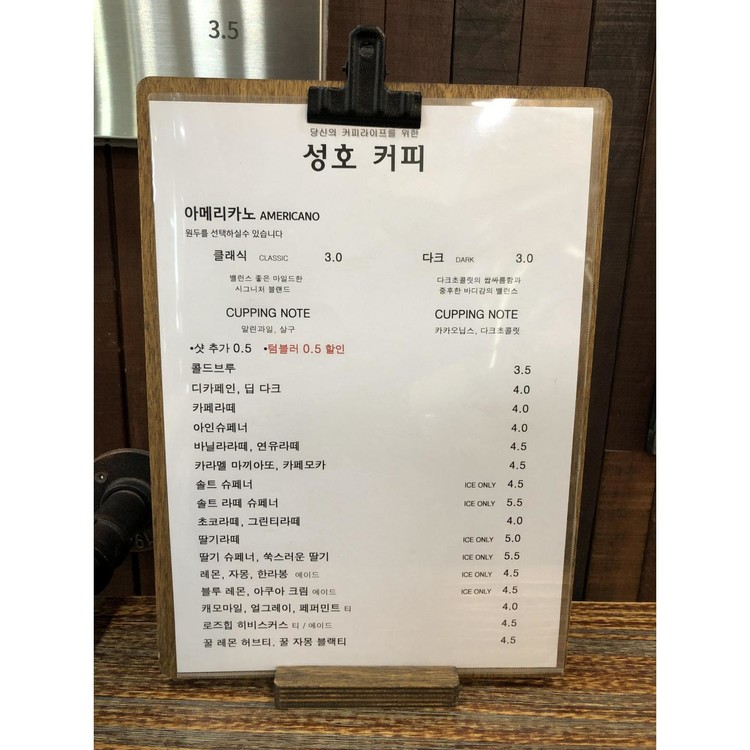 3.5
당신의 커피라이프를 위한
성호 커피
아메리카노 AMERICANO
원두를 선택하실수 있습니다
클래식 CLASSIC 3.0 다크 DARK 3.0
밸런스 좋은 마일드한 다크초콜릿의 쌉싸름함과
시그니처 블랜드 중후한 바디감의 밸런스
CUPPING NOTE CUPPING NOTE
말린과일, 살구 카카오닙스, 다크초콜릿
•샷 추가 0.5 •텀블러 0.5 할인
콜드브루 3.5
디카페인, 딥 다크 4.0
카페라떼 4.0
아인슈페너 4.0
바닐라라떼, 연유라떼 4.5
카라멜 마끼아또, 카페모카 4.5
솔트 슈페너 ICE ONLY 4.5
솔트 라떼 슈페너 ICE ONLY 5.5
초코라떼, 그린티라떼 4.0
딸기라떼 ICE ONLY 5.0
딸기 슈페너, 쑥스러운 딸기 ICE ONLY 5.5
레몬, 자몽, 한라봉 에이드 ICE ONLY 4.5
블루 레몬, 아쿠아 크림 에이드 ICE ONLY 4.5
캐모마일, 얼그레이, 페퍼민트 티 4.0
로즈힙 히비스커스 티 / 에이드 4.5
꿀 레몬 허브티, 꿀 자몽 블랙티 4.5